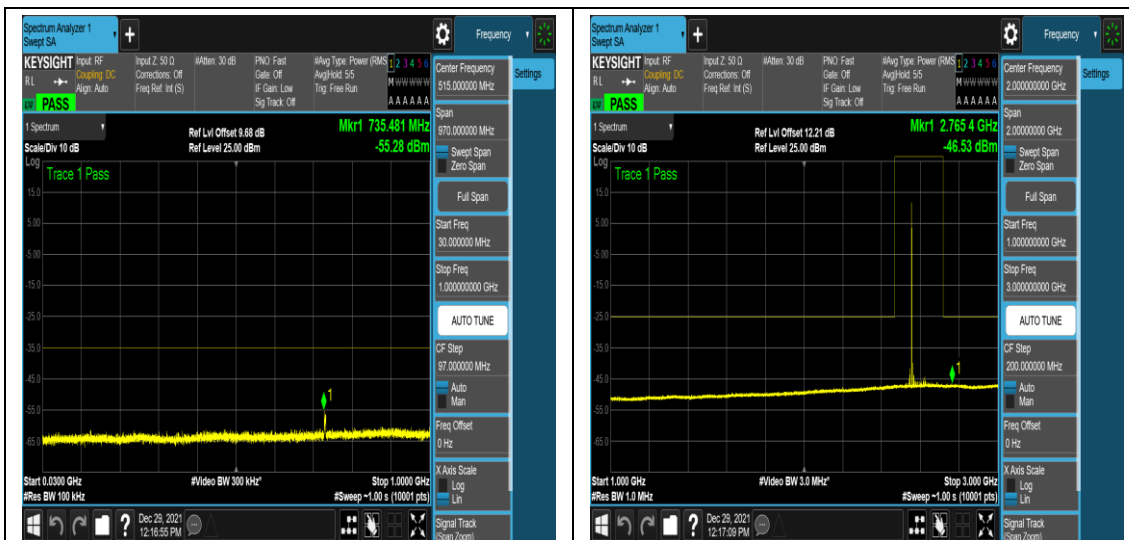 Spectrum Analyzer 1
Swept SA
Frequency
KEYSIGHT
RL
Input: RF
Coupling: DC
Align: Auto
Input Z: 50 Ω
Corrections: Off
Freq Ref: Int (S)
#Atten: 30 dB
PNO: Fast
Gate: Off
IF Gain: Low
Sig Track: Off
#Avg Type: Power (RMS
Avg|Hold: 5/5
Trig: Free Run
1 2 3 4 5 6
M W W W W W
A A A A A A
PASS
1 Spectrum
Scale/Div 10 dB
Ref Lvl Offset 9.68 dB
Ref Level 25.00 dBm
Mkr1 735.481 MHz
-55.28 dBm
Log
Trace 1 Pass
15.0
5.00
-5.00
-15.0
-25.0
-35.0
-45.0
-55.0
-65.0
1
Start 0.0300 GHz
#Res BW 100 kHz
#Video BW 300 kHz*
Stop 1.0000 GHz
#Sweep ~1.00 s (10001 pts)
Dec 29, 2021
12:16:55 PM
Center Frequency
515.000000 MHz
Span
970.000000 MHz
Swept Span
Zero Span
Full Span
Start Freq
30.000000 MHz
Stop Freq
1.000000000 GHz
AUTO TUNE
CF Step
97.000000 MHz
Auto
Man
Freq Offset
0 Hz
X Axis Scale
Log
Lin
Signal Track
(Span Zoom)
Settings
Spectrum Analyzer 1
Swept SA
Frequency
KEYSIGHT
RL
Input: RF
Coupling: DC
Align: Auto
Input Z: 50 Ω
Corrections: Off
Freq Ref: Int (S)
#Atten: 30 dB
PNO: Fast
Gate: Off
IF Gain: Low
Sig Track: Off
#Avg Type: Power (RMS
Avg|Hold: 5/5
Trig: Free Run
1 2 3 4 5 6
M W W W W W
A A A A A A
PASS
1 Spectrum
Scale/Div 10 dB
Ref Lvl Offset 12.21 dB
Ref Level 25.00 dBm
Mkr1 2.765 4 GHz
-46.53 dBm
Log
Trace 1 Pass
15.0
5.00
-5.00
-15.0
-25.0
-35.0
-45.0
-55.0
-65.0
1
Start 1.000 GHz
#Res BW 1.0 MHz
#Video BW 3.0 MHz*
Stop 3.000 GHz
#Sweep ~1.00 s (10001 pts)
Dec 29, 2021
12:17:09 PM
Center Frequency
2.000000000 GHz
Span
2.00000000 GHz
Swept Span
Zero Span
Full Span
Start Freq
1.000000000 GHz
Stop Freq
3.000000000 GHz
AUTO TUNE
CF Step
200.000000 MHz
Auto
Man
Freq Offset
0 Hz
X Axis Scale
Log
Lin
Signal Track
(Span Zoom)
Settings